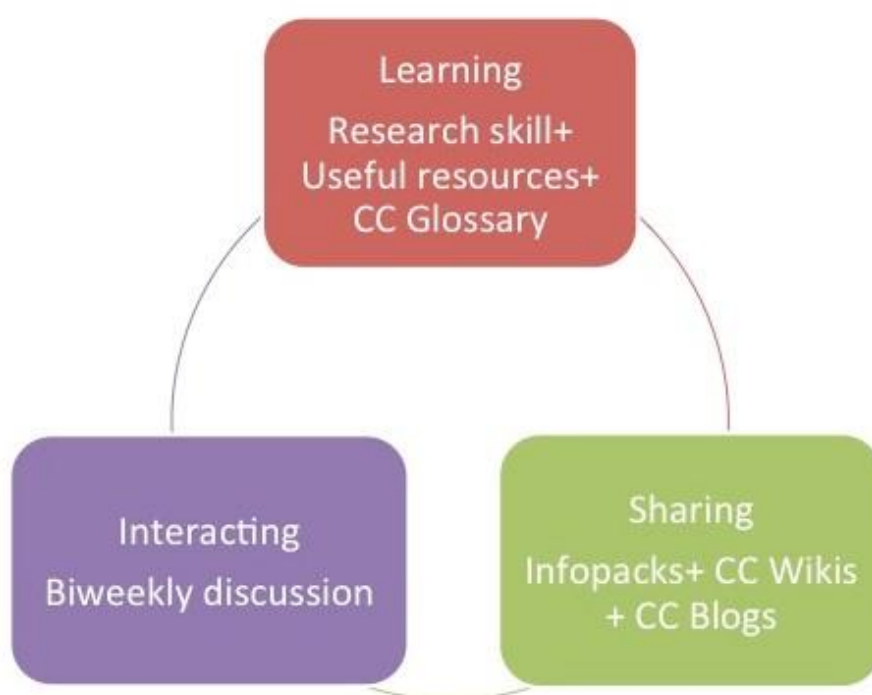 Learning
Research skill+
Useful resources+
CC Glossary
Interacting
Biweekly discussion
Sharing
Infopacks+ CC Wikis
+ CC Blogs